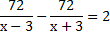 72/(x − 3) − 72/(x + 3) = 2